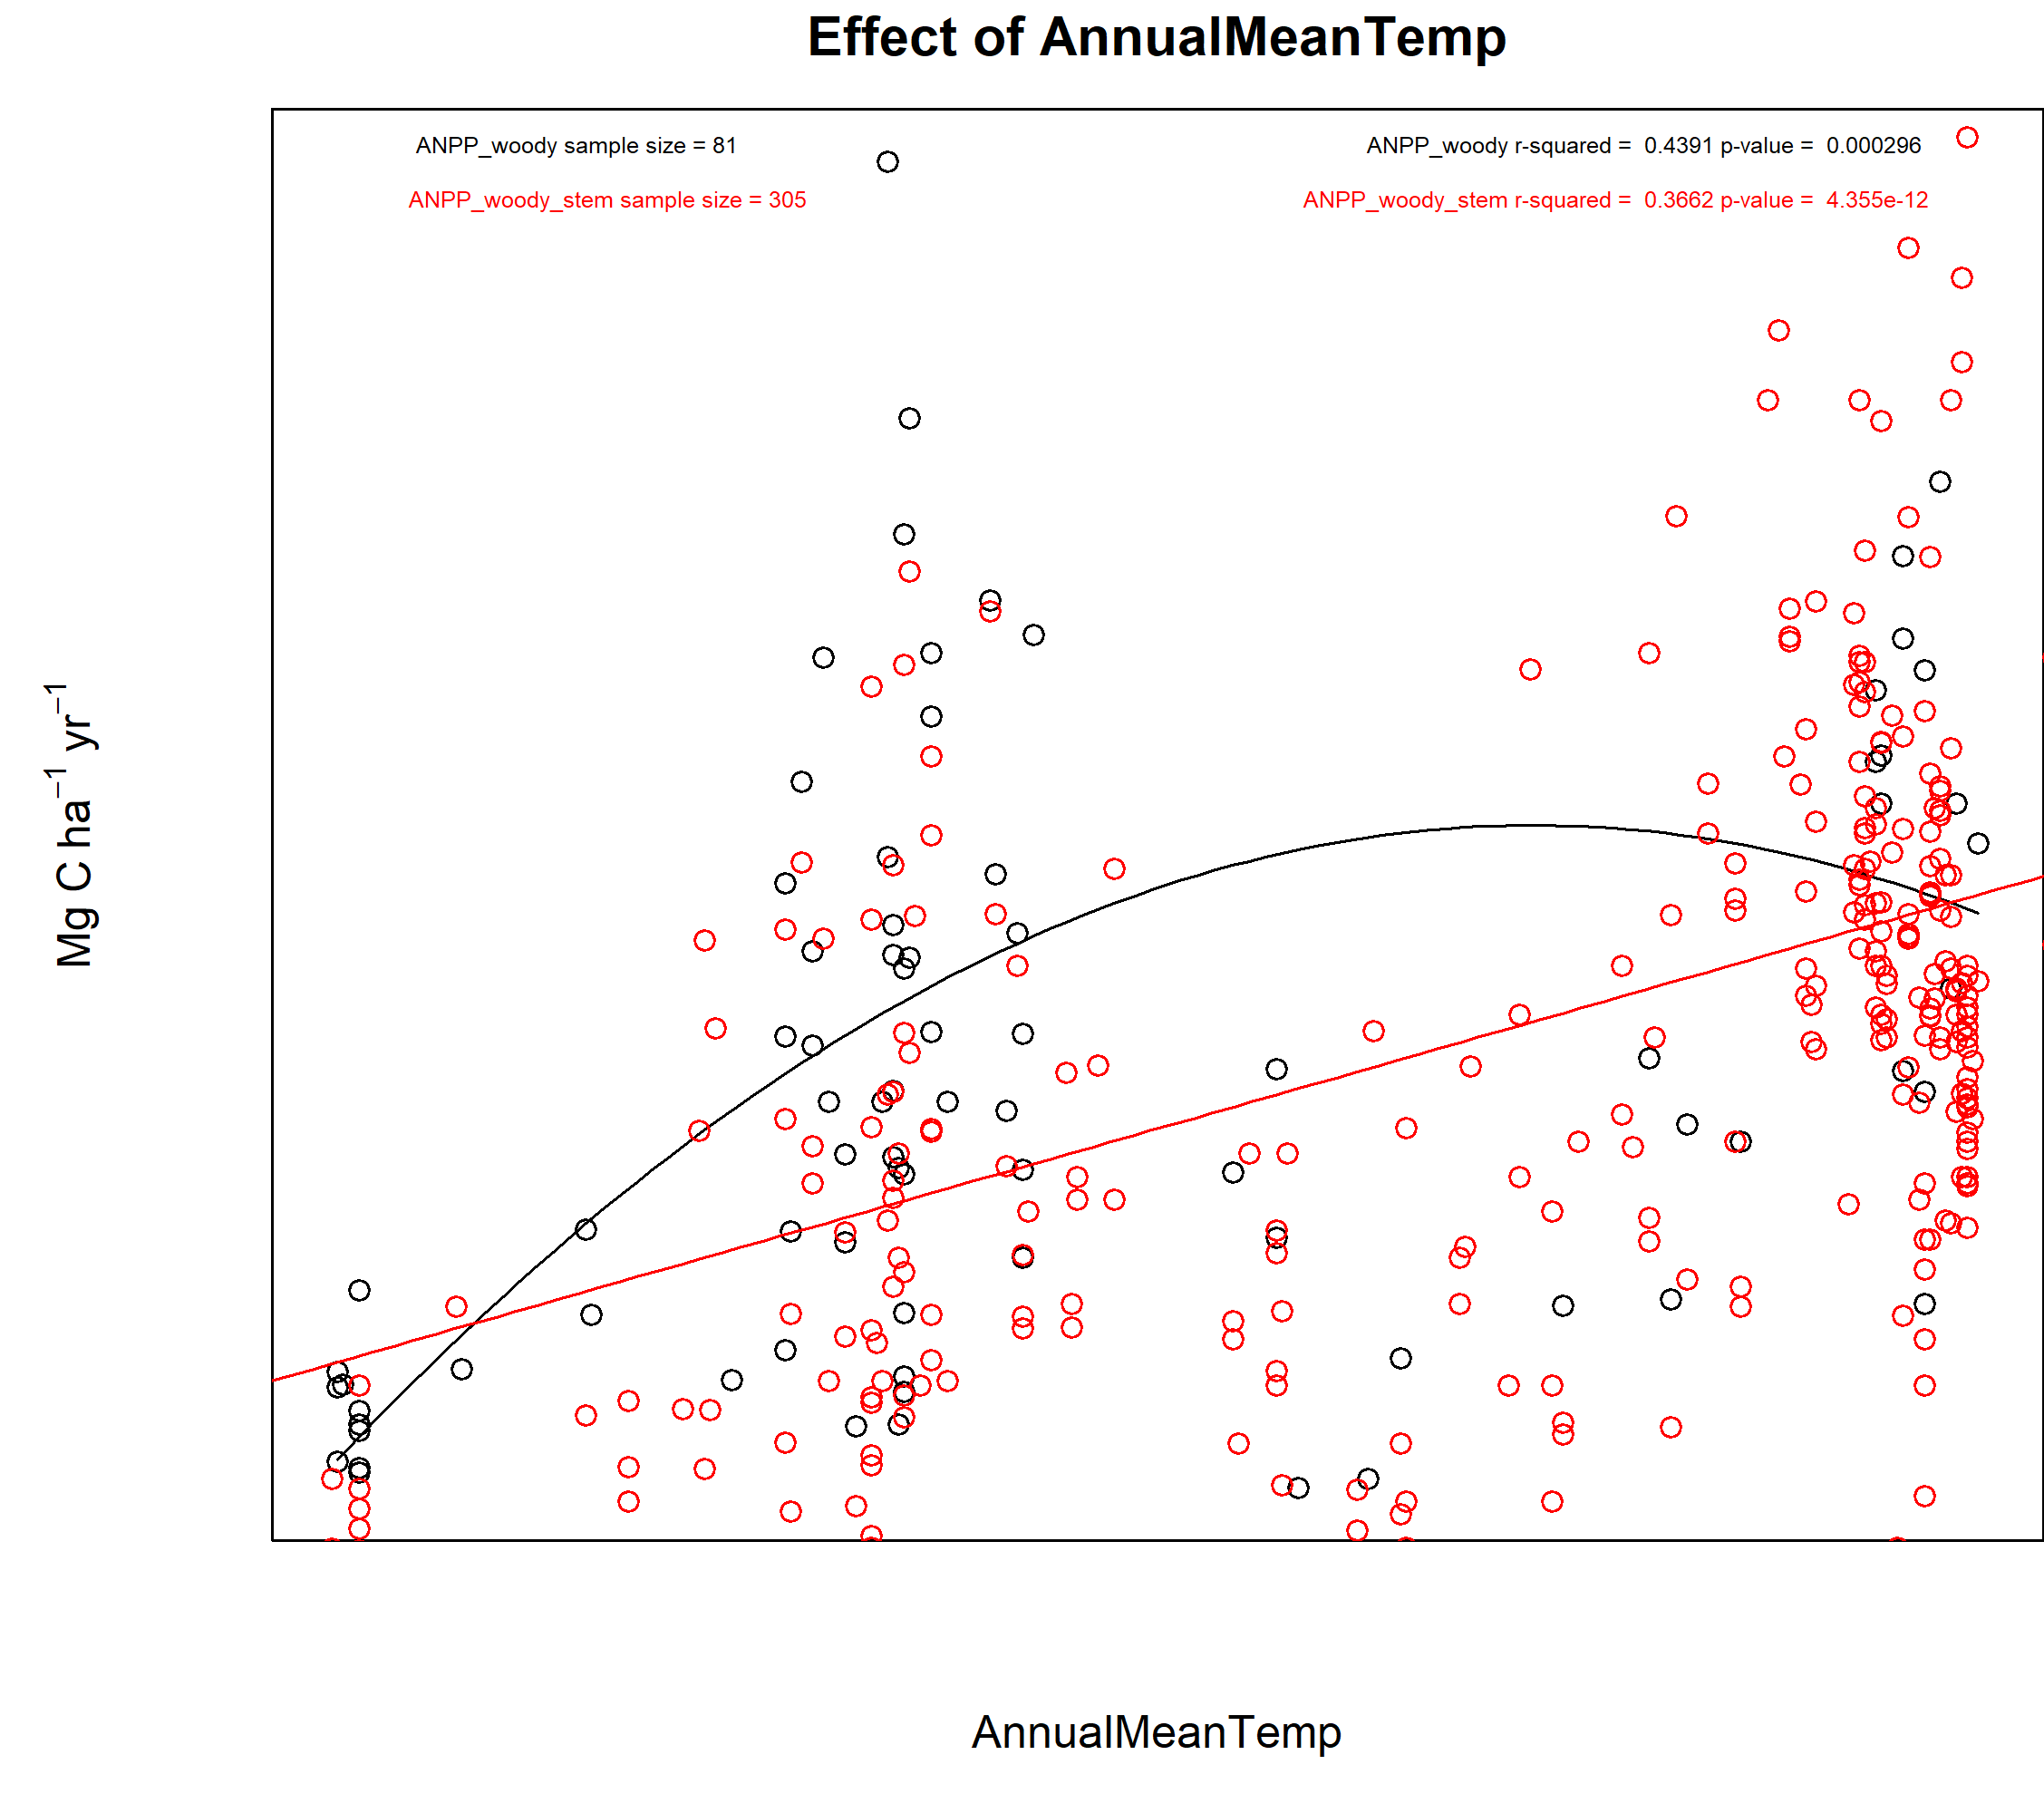 Effect of AnnualMeanTemp
ANPP_woody sample size = 81
ANPP_woody r-squared = 0.4391 p-value = 0.000296
ANPP_woody_stem sample size = 305
ANPP_woody_stem r-squared = 0.3662 p-value = 4.355e-12
Mg C ha⁻¹ yr⁻¹
AnnualMeanTemp